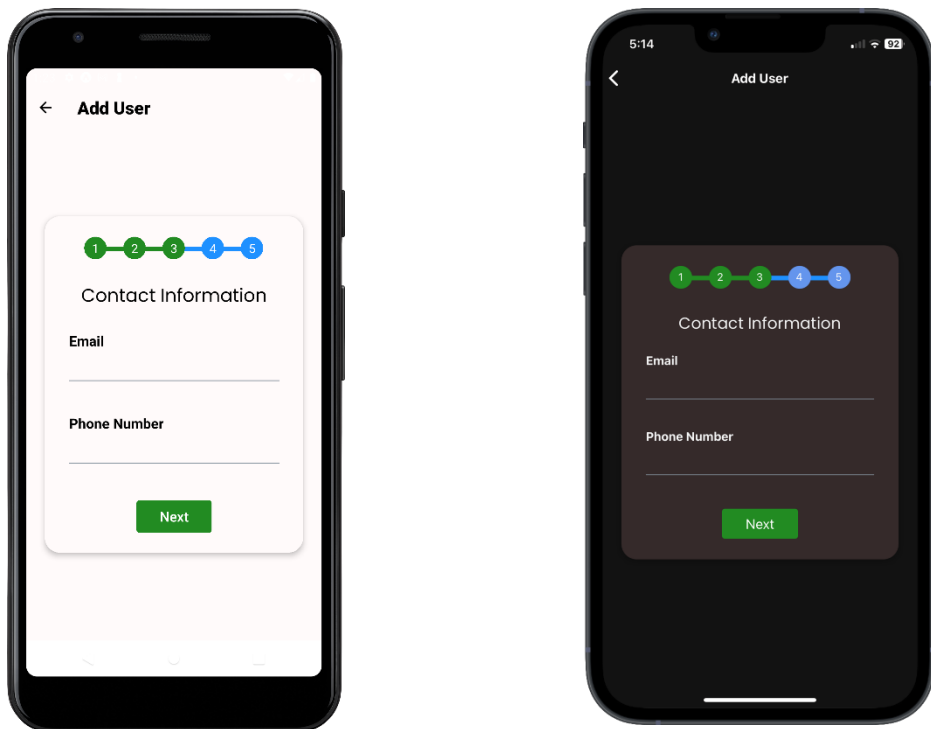 Add User
1 2 3 4 5
Contact Information
Email
Phone Number
Next
5:14
92
Add User
1 2 3 4 5
Contact Information
Email
Phone Number
Next